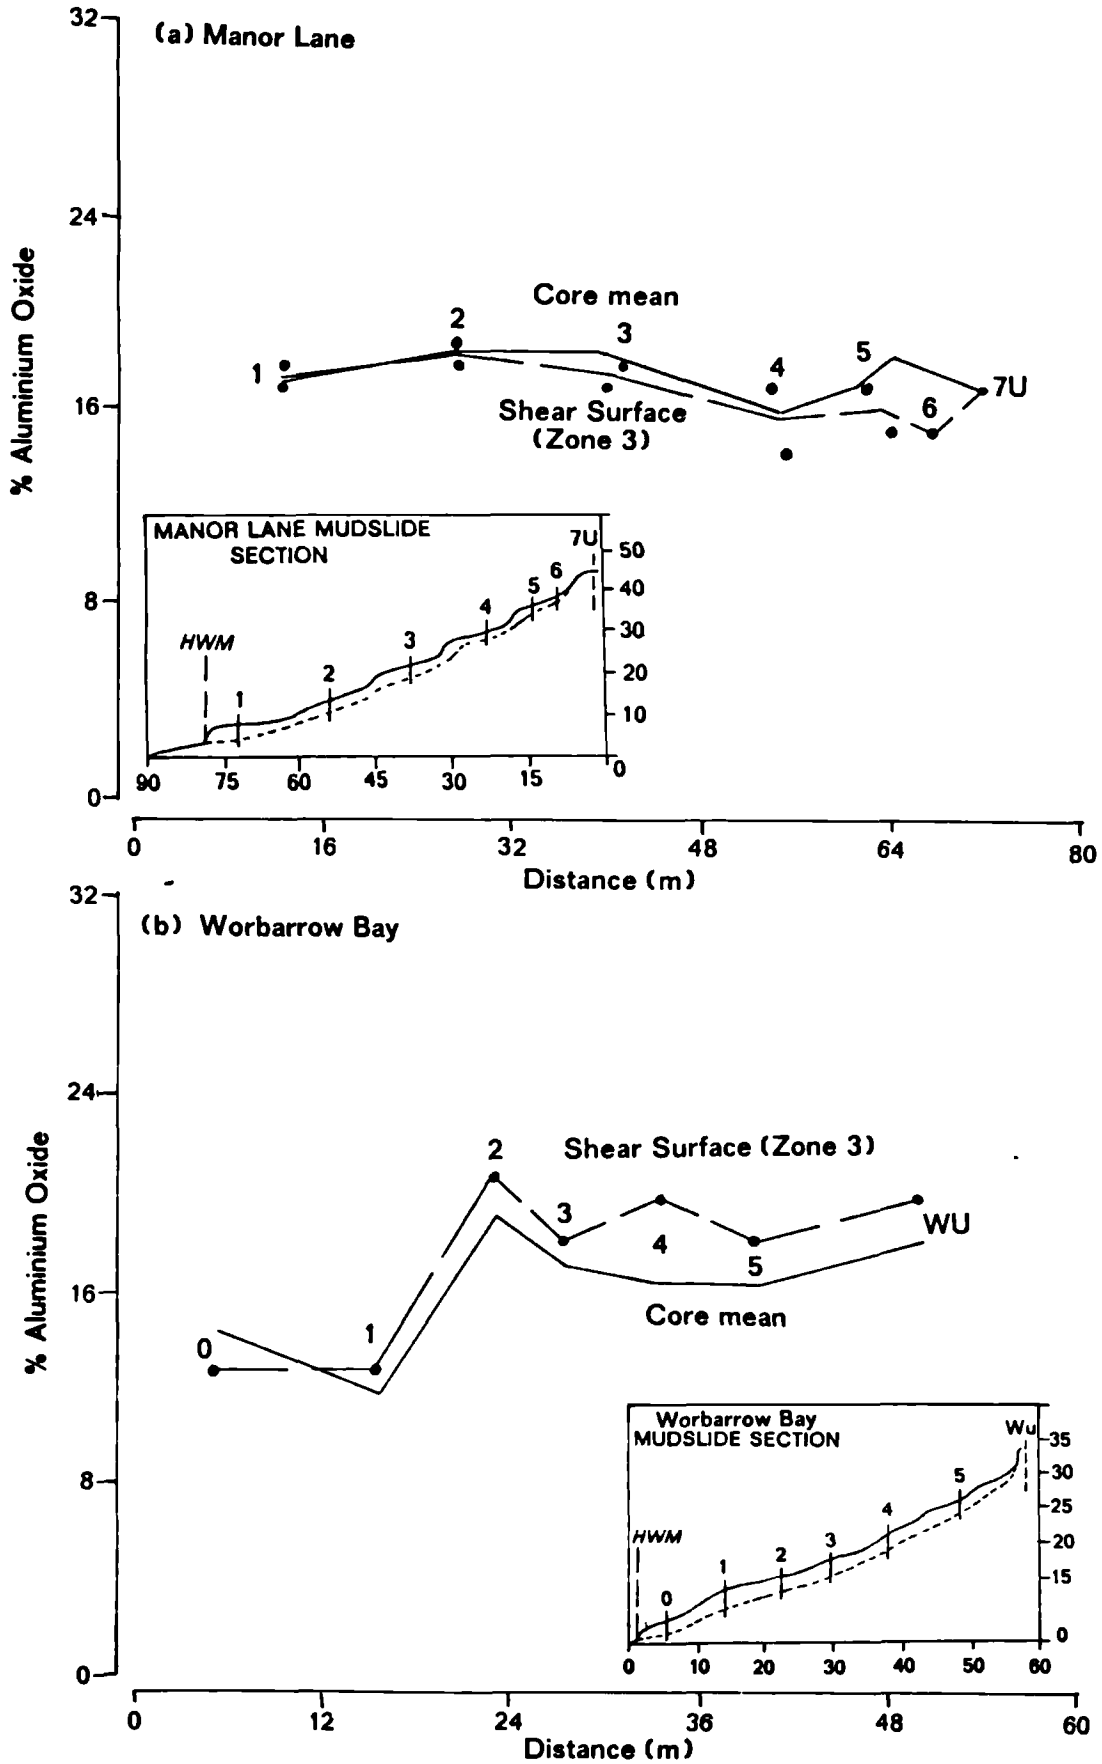 32
(a) Manor Lane
24
% Aluminium Oxide
Core mean
2
3
1
4
5
7U
16
6
Shear Surface
(Zone 3)
MANOR LANE MUDSLIDE
SECTION
7U
50
6
40
5
8
4
30
HWM
3
20
2
1
10
0
90 75 60 45 30 15
0
0 16 32 48 64 80
Distance (m)
32
(b) Worbarrow Bay
24
% Aluminium Oxide
2
Shear Surface (Zone 3)
3
WU
4
5
16
Core mean
1
0
Worbarrow Bay
MUDSLIDE SECTION
Wu
35
30
5
25
8
4
HWM
20
3
2
1
15
0
0
0 10 20 30 40 50 60
0
0 12 24 36 48 60
Distance (m)